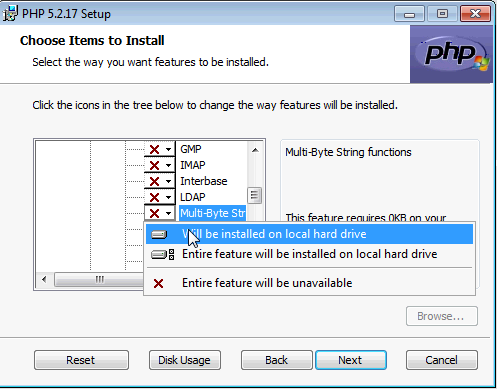 PHP 5.2.17 Setup
Choose Items to Install
Select the way you want features to be installed.
php
Click the icons in the tree below to change the way features will be installed.
GMP
IMAP
Interbase
LDAP
Multi-Byte Str
Multi-Byte String functions
This feature requires 0KB on your
Will be installed on local hard drive
Entire feature will be installed on local hard drive
Entire feature will be unavailable
Browse...
Reset
Disk Usage
Back
Next
Cancel